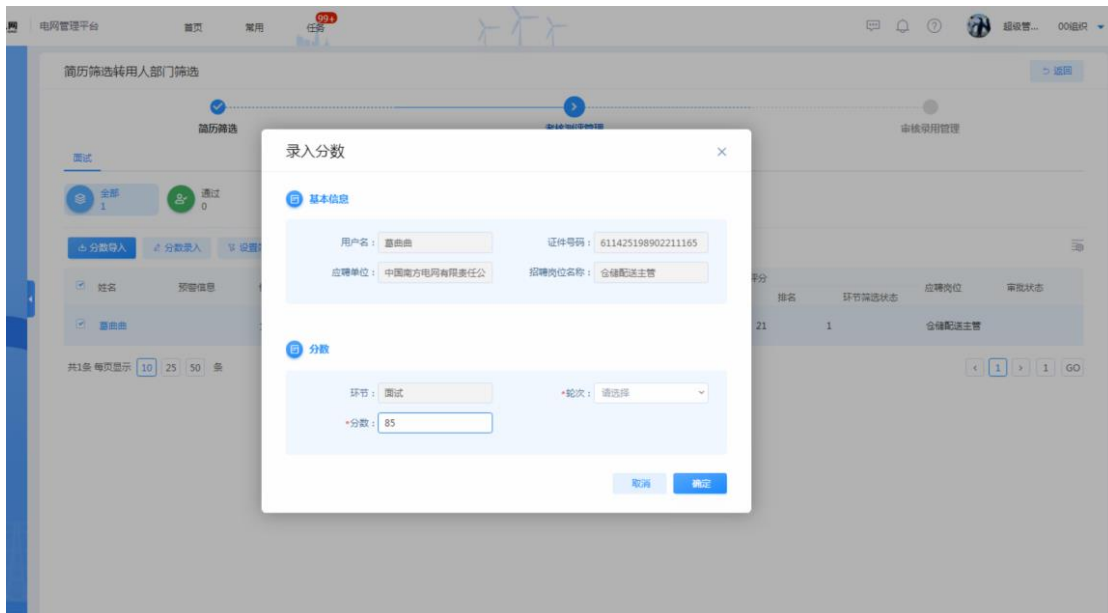 电网管理平台 首页 常用 任务 99+ 超级管... 00组织
简历筛选转用人部门筛选 返回
简历筛选 考核测评管理 审核录用管理
面试
全部 通过
1 0
分数导入 分数录入 设置
姓名 预警信息 评分 排名 环节筛选状态 应聘岗位 审批状态
21 1 仓储配送主管
共1条 每页显示 10 25 50 条 1 1 GO
录入分数
基本信息
用户名: 证件号码: 611425198902211165
应聘单位: 中国南方电网有限责任公 招聘岗位名称: 仓储配送主管
分数
环节: 面试 *轮次: 请选择
*分数: 85
取消 确定